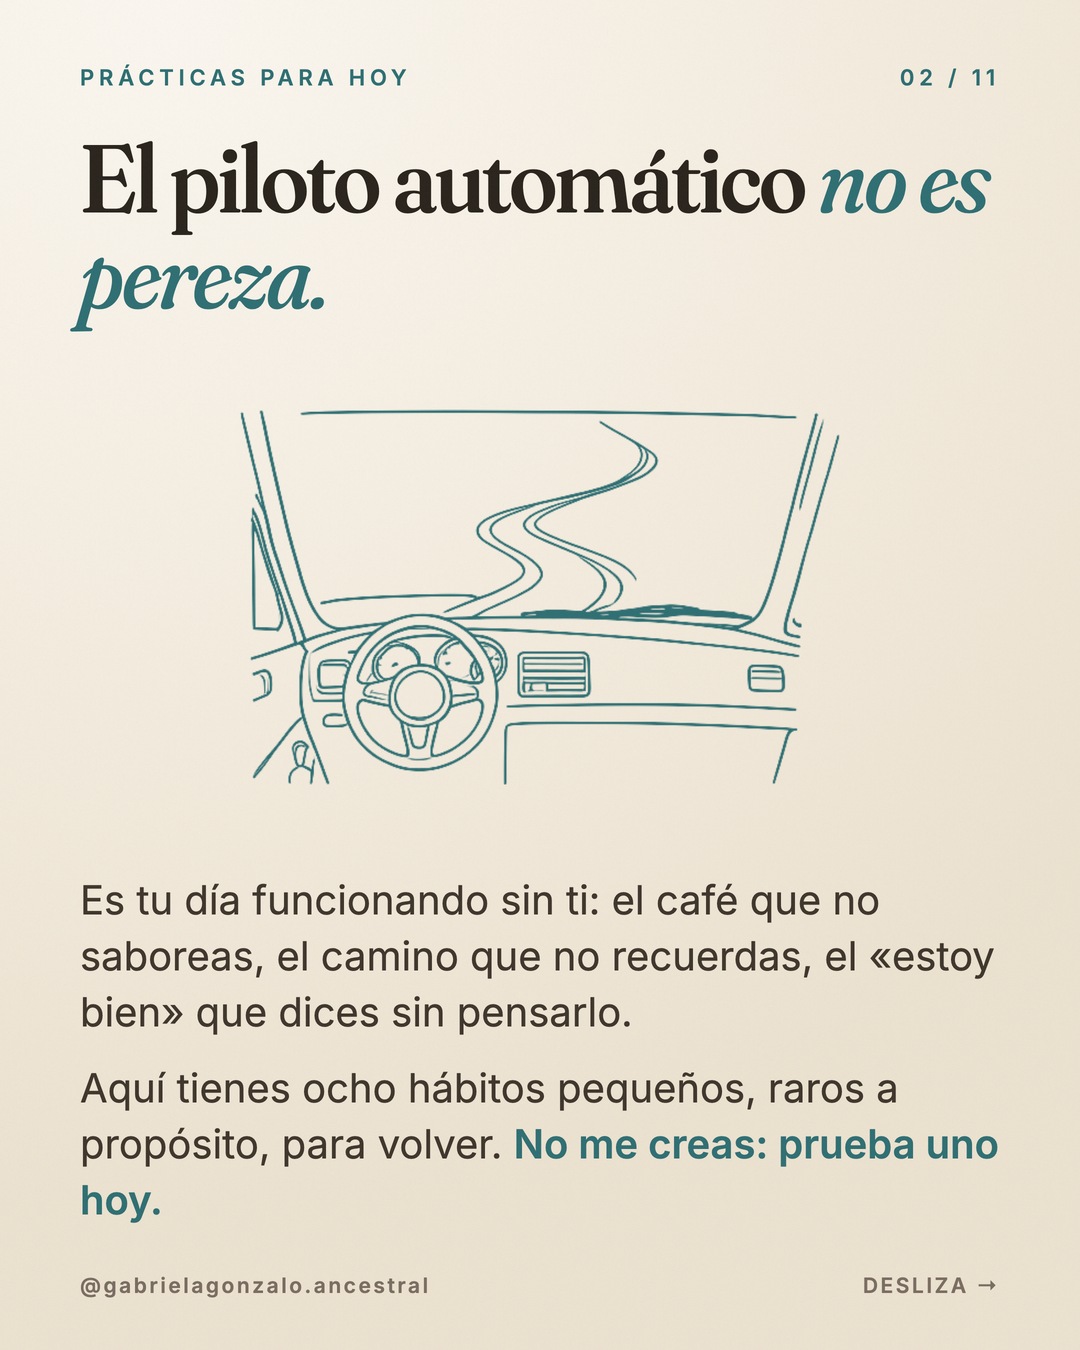 PRÁCTICAS PARA HOY
02 / 11
El piloto automático no es
pereza.
Es tu día funcionando sin ti: el café que no
saboreas, el camino que no recuerdas, el «estoy
bien» que dices sin pensarlo.
Aquí tienes ocho hábitos pequeños, raros a
propósito, para volver. No me creas: prueba uno
hoy.
@gabrielagonzalo.ancestral
DESLIZA →